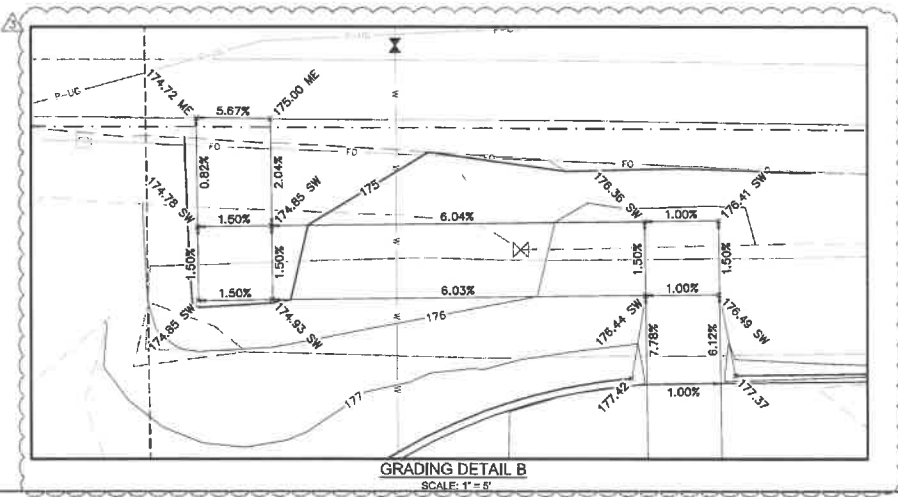 3
P-UG
P-UG
174.72 ME
5.67%
175.00 ME
P-UG
W
FO
FO
FO
FO
0.82%
2.04%
175
174.78 SW
1.50%
174.85 SW
6.04%
176.36 SW
1.00%
176.41 SW
W
1.50%
1.50%
1.50%
1.50%
W
1.50%
6.03%
1.00%
174.85 SW
174.93 SW
176
W
176.44 SW
7.78%
6.12%
176.49 SW
177
W
177.42
1.00%
177.37
GRADING DETAIL B
SCALE: 1" = 5'